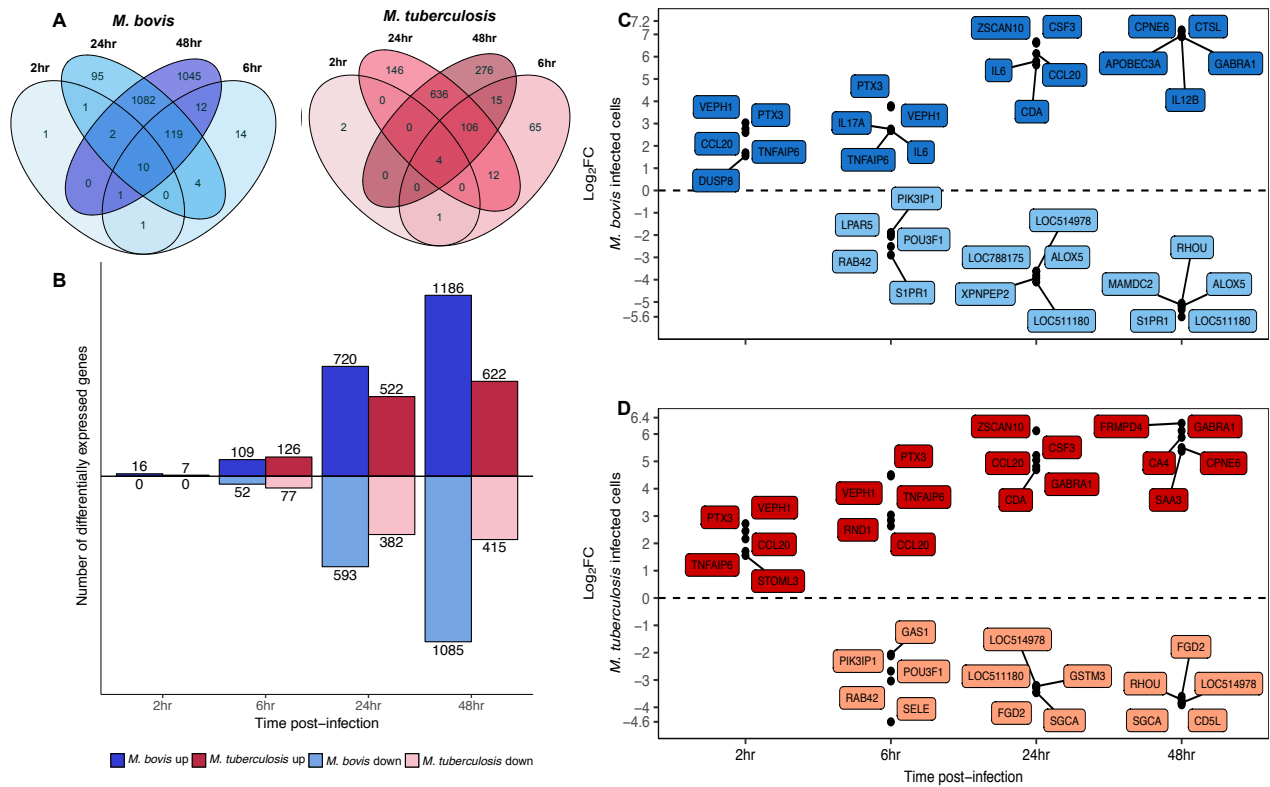 A
M. bovis
M. tuberculosis
24hr
48hr
2hr
6hr
95
1045
1
1082
12
1
2
119
14
10
0
1
0
4
1
24hr
48hr
2hr
6hr
146
276
0
636
15
2
0
106
65
4
0
0
0
12
1
B
Number of differentially expressed genes
16
0
7
0
109
52
126
77
720
593
522
382
1186
1085
622
415
2hr
6hr
24hr
48hr
Time post−infection
M. bovis up
M. tuberculosis up
M. bovis down
M. tuberculosis down
C
Log2FC
M. bovis infected cells
7.2
7
6
5
4
3
2
1
0
−1
−2
−3
−4
−5
−5.6
VEPH1
PTX3
CCL20
TNFAIP6
DUSP8
PTX3
IL17A
VEPH1
TNFAIP6
IL6
PIK3IP1
LPAR5
POU3F1
RAB42
S1PR1
ZSCAN10
CSF3
IL6
CCL20
CDA
LOC514978
LOC788175
ALOX5
XPNPEP2
LOC511180
CPNE6
CTSL
APOBEC3A
GABRA1
IL12B
RHOU
MAMDC2
ALOX5
S1PR1
LOC511180
D
Log2FC
M. tuberculosis infected cells
6.4
6
5
4
3
2
1
0
−1
−2
−3
−4
−4.6
PTX3
VEPH1
CCL20
TNFAIP6
STOML3
PTX3
VEPH1
TNFAIP6
RND1
CCL20
GAS1
PIK3IP1
POU3F1
RAB42
SELE
ZSCAN10
CSF3
CCL20
GABRA1
CDA
LOC514978
LOC511180
GSTM3
FGD2
SGCA
FRMPD4
GABRA1
CA4
CPNE6
SAA3
FGD2
RHOU
LOC514978
SGCA
CD5L
2hr
6hr
24hr
48hr
Time post−infection